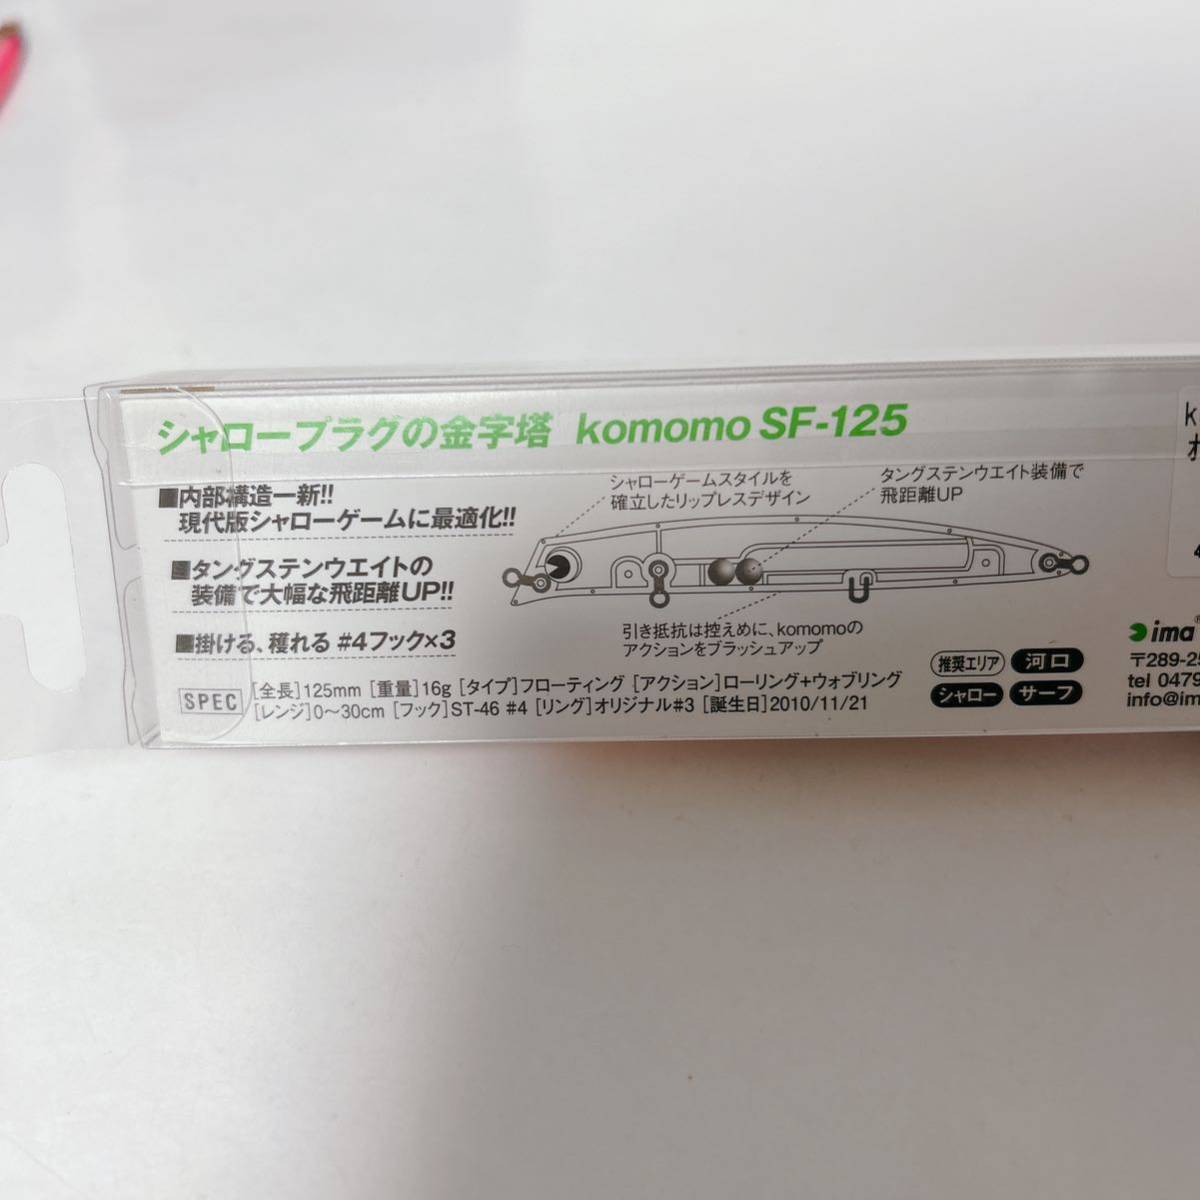 シャロープラグの金字塔 komomo SF-125
■内部構造一新!!
現代版シャローゲームに最適化!!
■タングステンウエイトの
装備で大幅な飛距離UP!!
■掛ける、穫れる #4フック×3
シャローゲームスタイルを
確立したリップレスデザイン
タングステンウエイト装備で
飛距離UP
引き抵抗は控えめに、komomoの
アクションをブラッシュアップ
SPEC
[全長]125mm [重量]16g [タイプ]フローティング [アクション]ローリング+ウォブリング
[レンジ]0〜30cm [フック]ST-46 #4 [リング]オリジナル#3 [誕生日]2010/11/21
推奨エリア 河口
シャロー サーフ
k
4
ima®
〒289-25
tel 0479
info@im